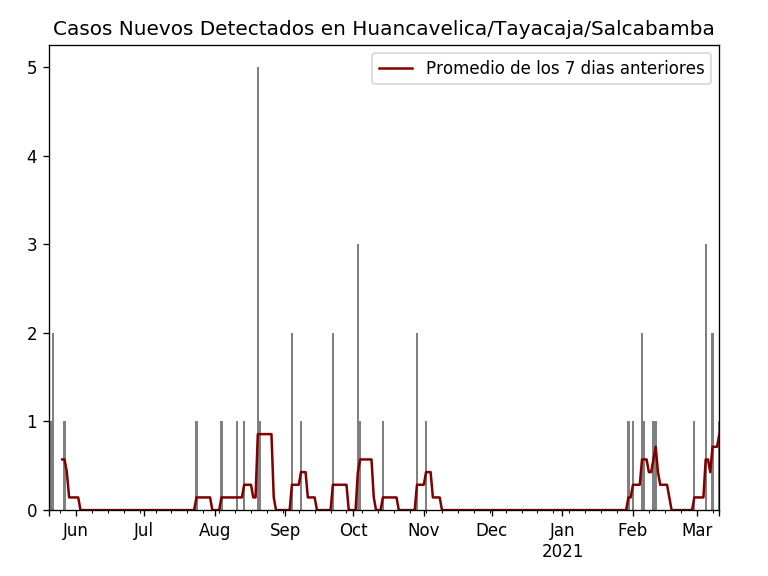 Casos Nuevos Detectados en Huancavelica/Tayacaja/Salcabamba
Promedio de los 7 dias anteriores
5
4
3
2
1
0
Jun Jul Aug Sep Oct Nov Dec Jan Feb Mar
2021